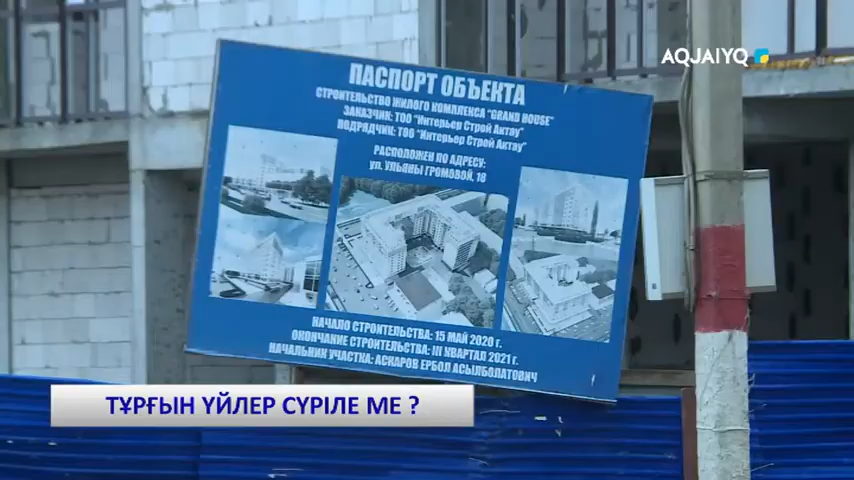 AQJAIYQ
ПАСПОРТ ОБЪЕКТА
СТРОИТЕЛЬСТВО ЖИЛОГО КОМПЛЕКСА "GRAND HOUSE"
ЗАКАЗЧИК: ТОО "Интерьер Строй Актау"
ПОДРЯДЧИК: ТОО "Интерьер Строй Актау"
РАСПОЛОЖЕН ПО АДРЕСУ:
ул. УЛЬЯНЫ ГРОМОВОЙ, 18
НАЧАЛО СТРОИТЕЛЬСТВА: 15 МАЙ 2020 г.
ОКОНЧАНИЕ СТРОИТЕЛЬСТВА: III КВАРТАЛ 2021 г.
НАЧАЛЬНИК УЧАСТКА: АСКАРОВ ЕРБОЛ АСЫЛБОЛАТОВИЧ
ТҰРҒЫН ҮЙЛЕР СҮРІЛЕ МЕ ?